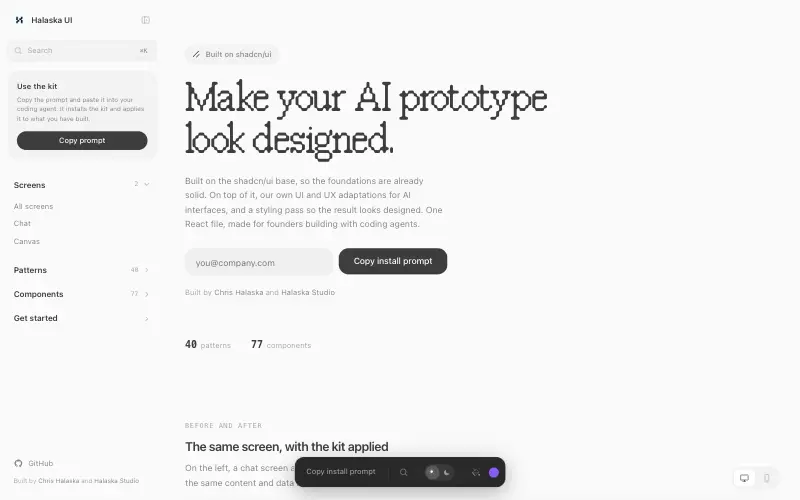 Halaska UI
Search
⌘K
Use the kit
Copy the prompt and paste it into your
coding agent. It installs the kit and applies
it to what you have built.
Copy prompt
Screens 2
All screens
Chat
Canvas
Patterns 40
Components 77
Get started
GitHub
Built by Chris Halaska and Halaska Studio
Built on shadcn/ui
Make your AI prototype
look designed.
Built on the shadcn/ui base, so the foundations are already
solid. On top of it, our own UI and UX adaptations for AI
interfaces, and a styling pass so the result looks designed. One
React file, made for founders building with coding agents.
you@company.com
Copy install prompt
Built by Chris Halaska and Halaska Studio
40 patterns 77 components
BEFORE AND AFTER
The same screen, with the kit applied
On the left, a chat screen a
the same content and data
Copy install prompt